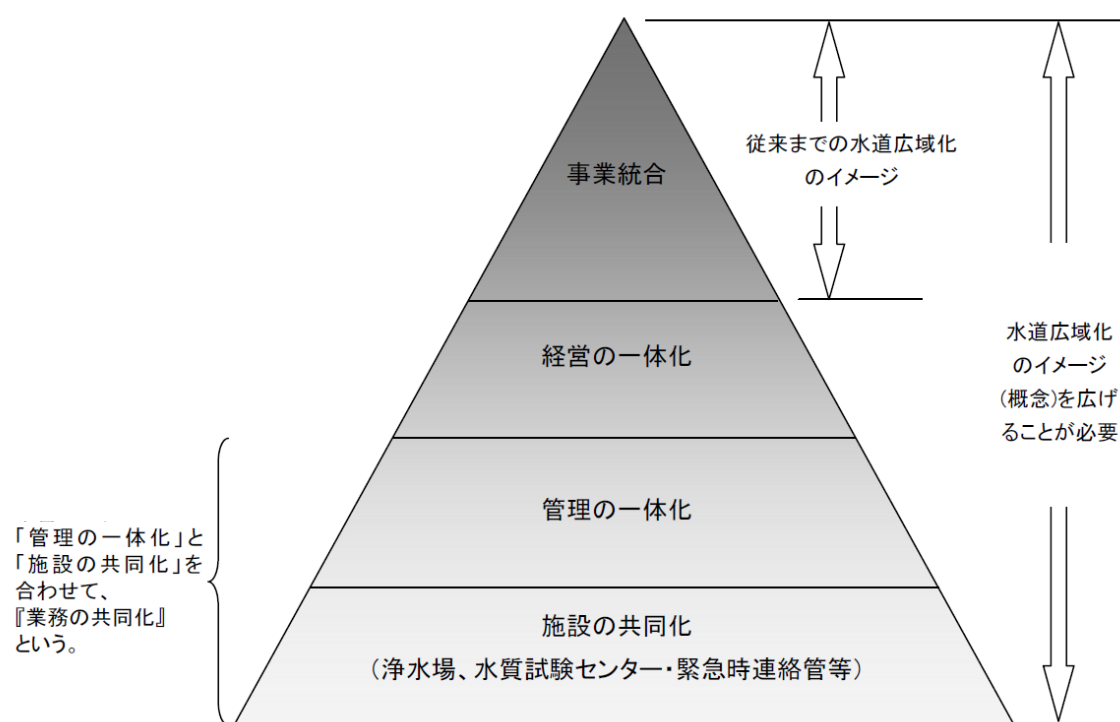 事業統合
従来までの水道広域化
のイメージ
経営の一体化
水道広域化
のイメージ
(概念)を広げ
ることが必要
管理の一体化
「管理の一体化」と
「施設の共同化」を
合わせて、
『業務の共同化』
という。
施設の共同化
(浄水場、水質試験センター・緊急時連絡管等)